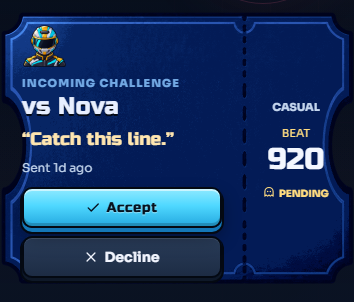 INCOMING CHALLENGE
vs Nova
“Catch this line.”
Sent 1d ago
Accept
Decline
CASUAL
BEAT
920
PENDING